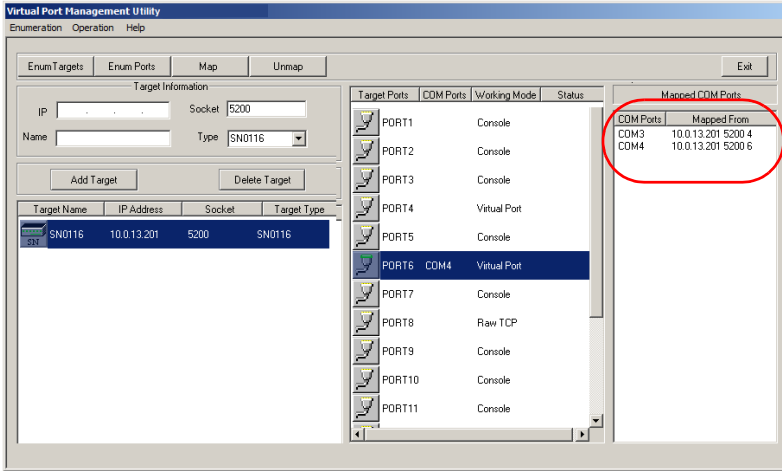 Virtual Port Management Utility
Enumeration Operation Help
EnumTargets Enum Ports Map Unmap Exit
Target Information
IP . . . Socket 5200
Name Type SN0116
Add Target Delete Target
Target Name IP Address Socket Target Type
SN SN0116 10.0.13.201 5200 SN0116
Target Ports COM Ports Working Mode Status
PORT1 Console
PORT2 Console
PORT3 Console
PORT4 Virtual Port
PORT5 Console
PORT6 COM4 Virtual Port
PORT7 Console
PORT8 Raw TCP
PORT9 Console
PORT10 Console
PORT11 Console
Mapped COM Ports
COM Ports Mapped From
COM3 10.0.13.201 5200 4
COM4 10.0.13.201 5200 6